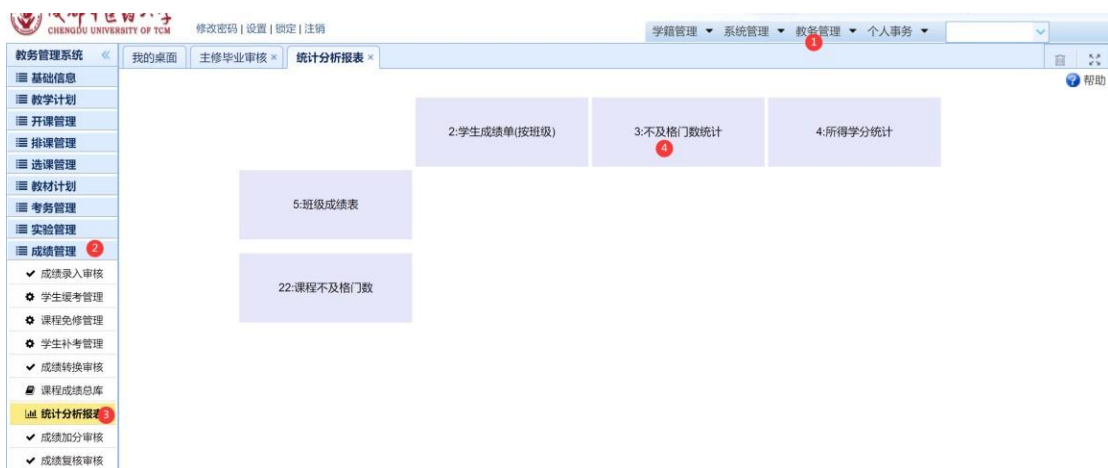 CHENGDU UNIVERSITY OF TCM
修改密码 | 设置 | 锁定 | 注销
学籍管理 系统管理 教务管理 个人事务
1
教务管理系统 «
我的桌面 主修毕业审核 × 统计分析报表 ×
帮助
基础信息
教学计划
开课管理
排课管理
选课管理
教材计划
考务管理
实验管理
成绩管理 2
成绩录入审核
学生缓考管理
课程免修管理
学生补考管理
成绩转换审核
课程成绩总库
统计分析报表 3
成绩加分审核
成绩复核审核
2:学生成绩单(按班级)
3:不及格门数统计
4
4:所得学分统计
5:班级成绩表
22:课程不及格门数